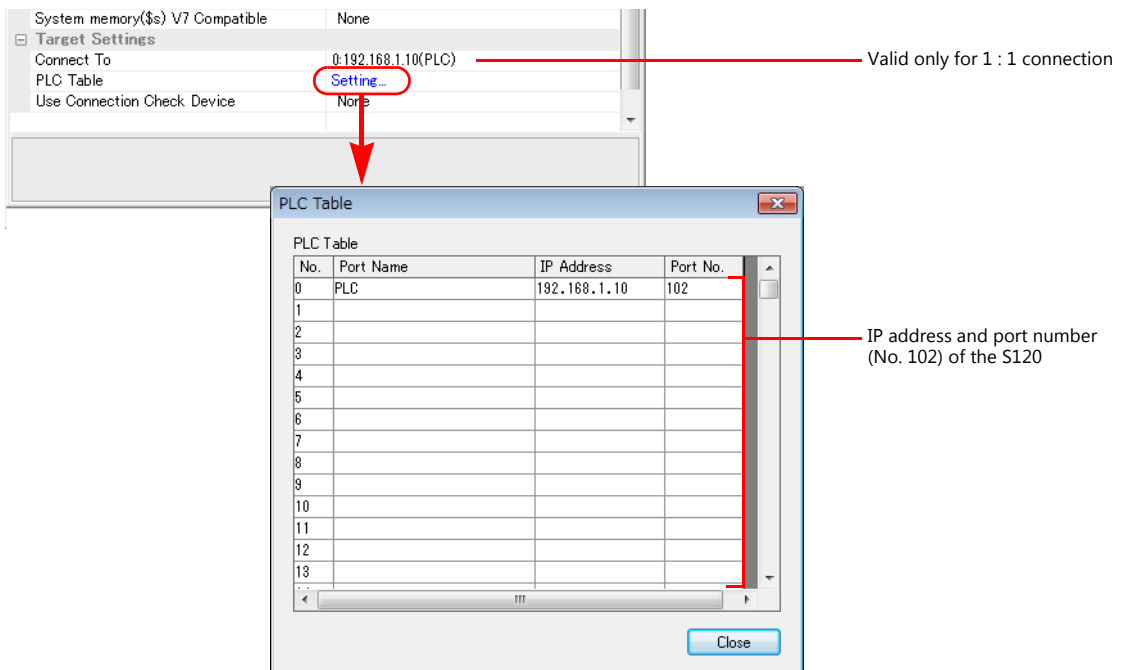 System memory($s) V7 Compatible None
Target Settings
Connect To 0:192.168.1.10(PLC)
Valid only for 1 : 1 connection
PLC Table Setting...
Use Connection Check Device None
PLC Table
PLC Table
No. Port Name IP Address Port No.
0 PLC 192.168.1.10 102
1
2
IP address and port number
(No. 102) of the S120
3
4
5
6
7
8
9
10
11
12
13
Close